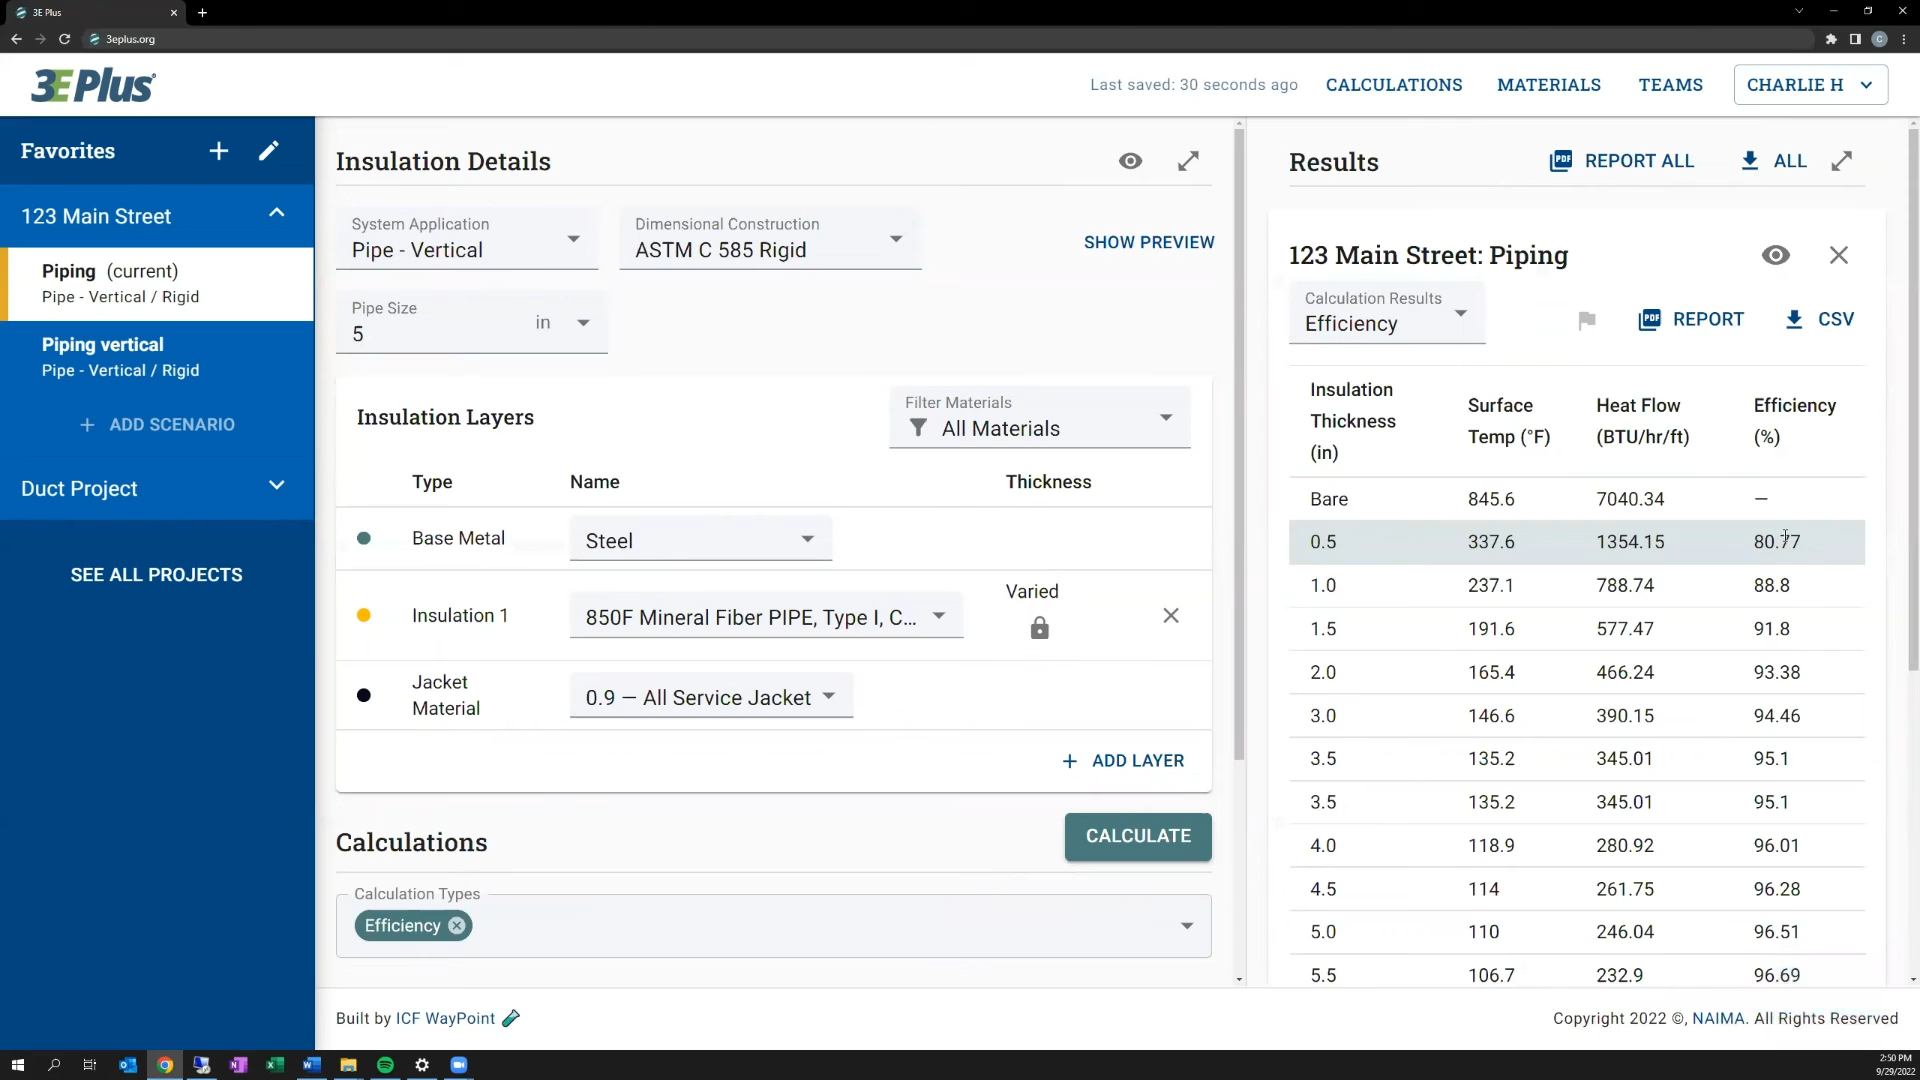 3E Plus
3eplus.org
3E Plus
Last saved: 30 seconds ago
CALCULATIONS
MATERIALS
TEAMS
CHARLIE H
Favorites
123 Main Street
Piping (current)
Pipe - Vertical / Rigid
Piping vertical
Pipe - Vertical / Rigid
+ ADD SCENARIO
Duct Project
SEE ALL PROJECTS
Insulation Details
System Application
Pipe - Vertical
Dimensional Construction
ASTM C 585 Rigid
SHOW PREVIEW
Pipe Size
5
in
Insulation Layers
Filter Materials
All Materials
Type Name Thickness
Base Metal Steel
Insulation 1 850F Mineral Fiber PIPE, Type I, C... Varied
Jacket
Material
0.9 — All Service Jacket
+ ADD LAYER
Calculations
CALCULATE
Calculation Types
Efficiency
Results
PDF REPORT ALL
ALL
123 Main Street: Piping
Calculation Results
Efficiency
PDF REPORT
CSV
Insulation
Thickness
(in)
Surface
Temp (°F)
Heat Flow
(BTU/hr/ft)
Efficiency
(%)
Bare 845.6 7040.34 —
0.5 337.6 1354.15 80.77
1.0 237.1 788.74 88.8
1.5 191.6 577.47 91.8
2.0 165.4 466.24 93.38
3.0 146.6 390.15 94.46
3.5 135.2 345.01 95.1
3.5 135.2 345.01 95.1
4.0 118.9 280.92 96.01
4.5 114 261.75 96.28
5.0 110 246.04 96.51
5.5 106.7 232.9 96.69
Built by ICF WayPoint
Copyright 2022 ©, NAIMA. All Rights Reserved
2:50 PM
9/29/2022